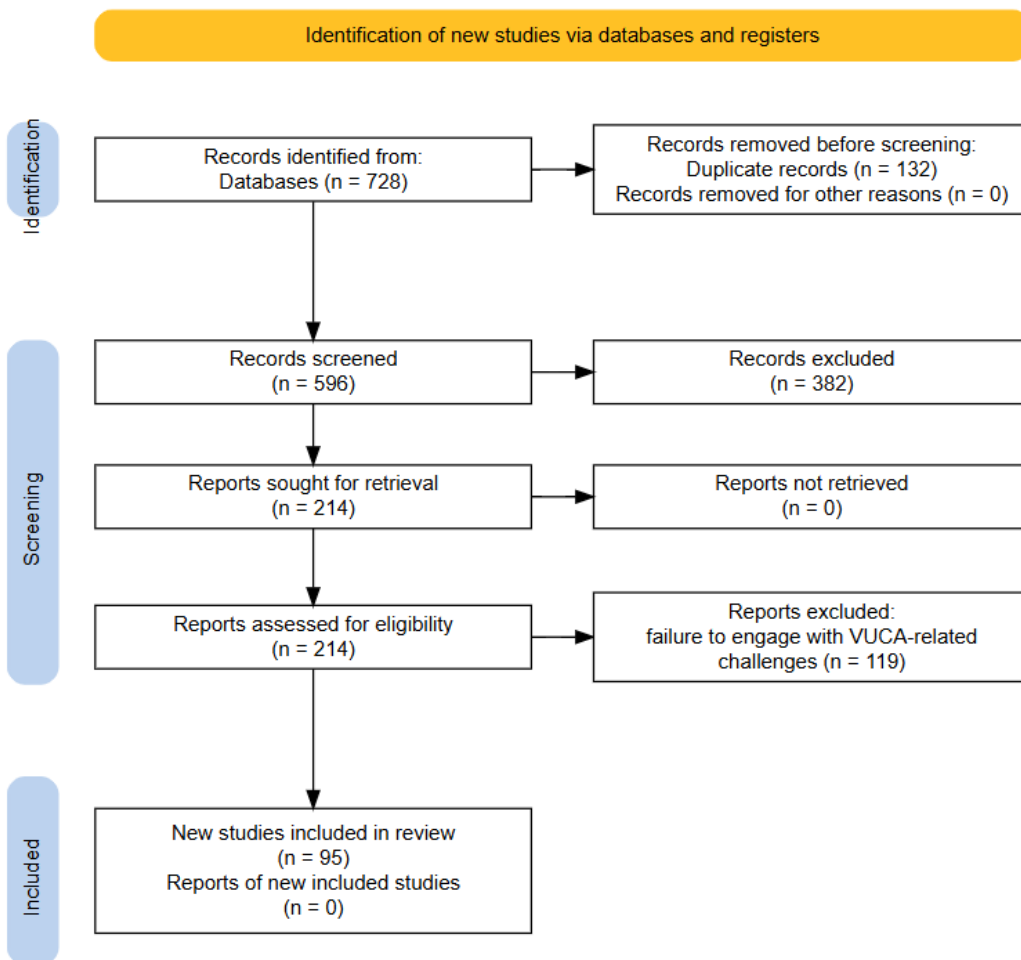 Identification of new studies via databases and registers
Identification
Records identified from:
Databases (n = 728)
Records removed before screening:
Duplicate records (n = 132)
Records removed for other reasons (n = 0)
Screening
Records screened
(n = 596)
Records excluded
(n = 382)
Reports sought for retrieval
(n = 214)
Reports not retrieved
(n = 0)
Reports assessed for eligibility
(n = 214)
Reports excluded:
failure to engage with VUCA-related
challenges (n = 119)
Included
New studies included in review
(n = 95)
Reports of new included studies
(n = 0)